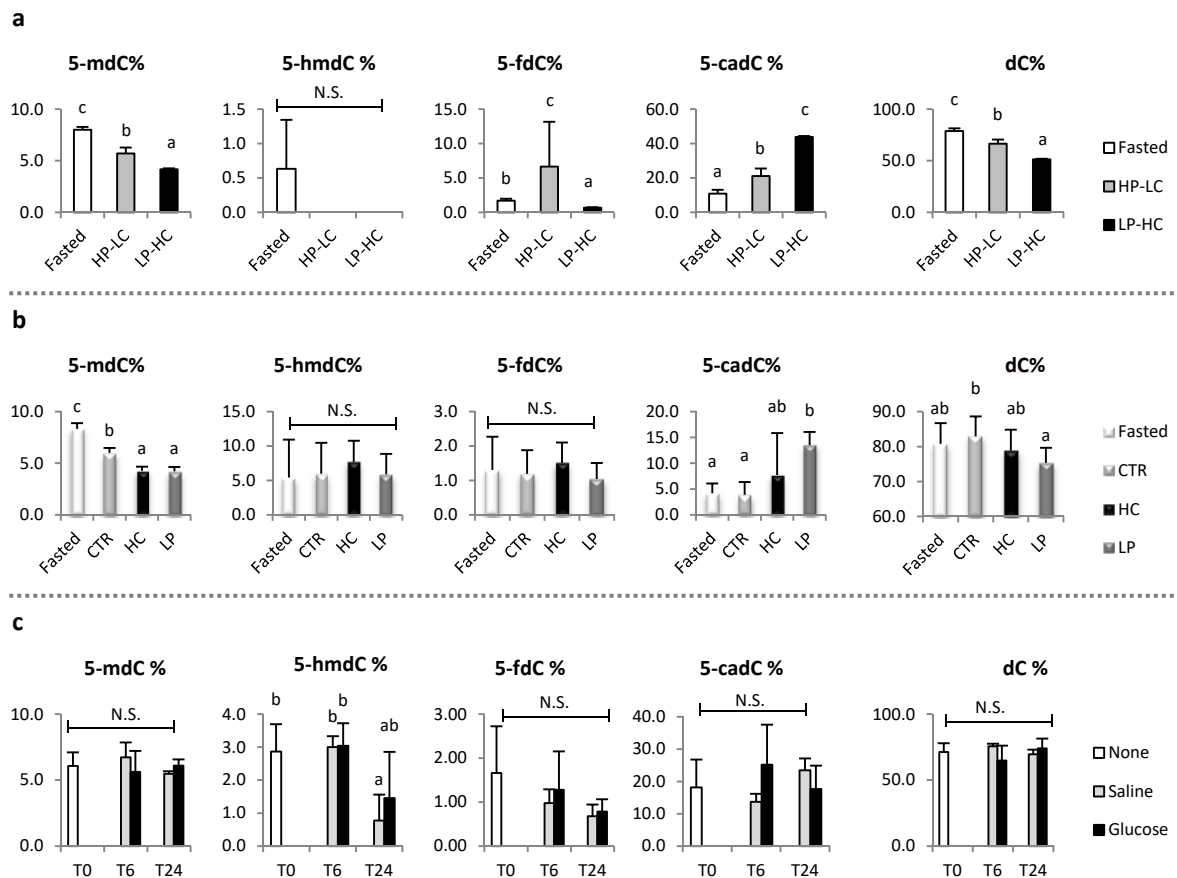 a
5-mdC% 5-hmdC % 5-fdC% 5-cadC% dC%
10.0 5.0 0.0
c b a
Fasted HP-LC LP-HC
1.5 1.0 0.5 0.0
N.S.
Fasted HP-LC LP-HC
15.0 10.0 5.0 0.0
b c a
Fasted HP-LC LP-HC
60.0 40.0 20.0 0.0
a b c
Fasted HP-LC LP-HC
100.0 50.0 0.0
c b a
Fasted HP-LC LP-HC
Fasted
HP-LC
LP-HC
b
5-mdC% 5-hmdC% 5-fdC% 5-cadC% dC%
10.0 5.0 0.0
c b a a
Fasted CTR HC LP
15.0 10.0 5.0 0.0
N.S.
Fasted CTR HC LP
3.0 2.0 1.0 0.0
N.S.
Fasted CTR HC LP
20.0 15.0 10.0 5.0 0.0
a a ab b
Fasted CTR HC LP
90.0 80.0 70.0 60.0
ab b ab a
Fasted CTR HC LP
Fasted
CTR
HC
LP
c
5-mdC % 5-hmdC % 5-fdC % 5-cadC % dC %
10.0 5.0 0.0
N.S.
T0 T6 T24
4.0 3.0 2.0 1.0 0.0
b b b a ab
T0 T6 T24
3.00 2.00 1.00 0.00
N.S.
T0 T6 T24
40.0 30.0 20.0 10.0 0.0
N.S.
T0 T6 T24
100.0 50.0 0.0
N.S.
T0 T6 T24
None
Saline
Glucose